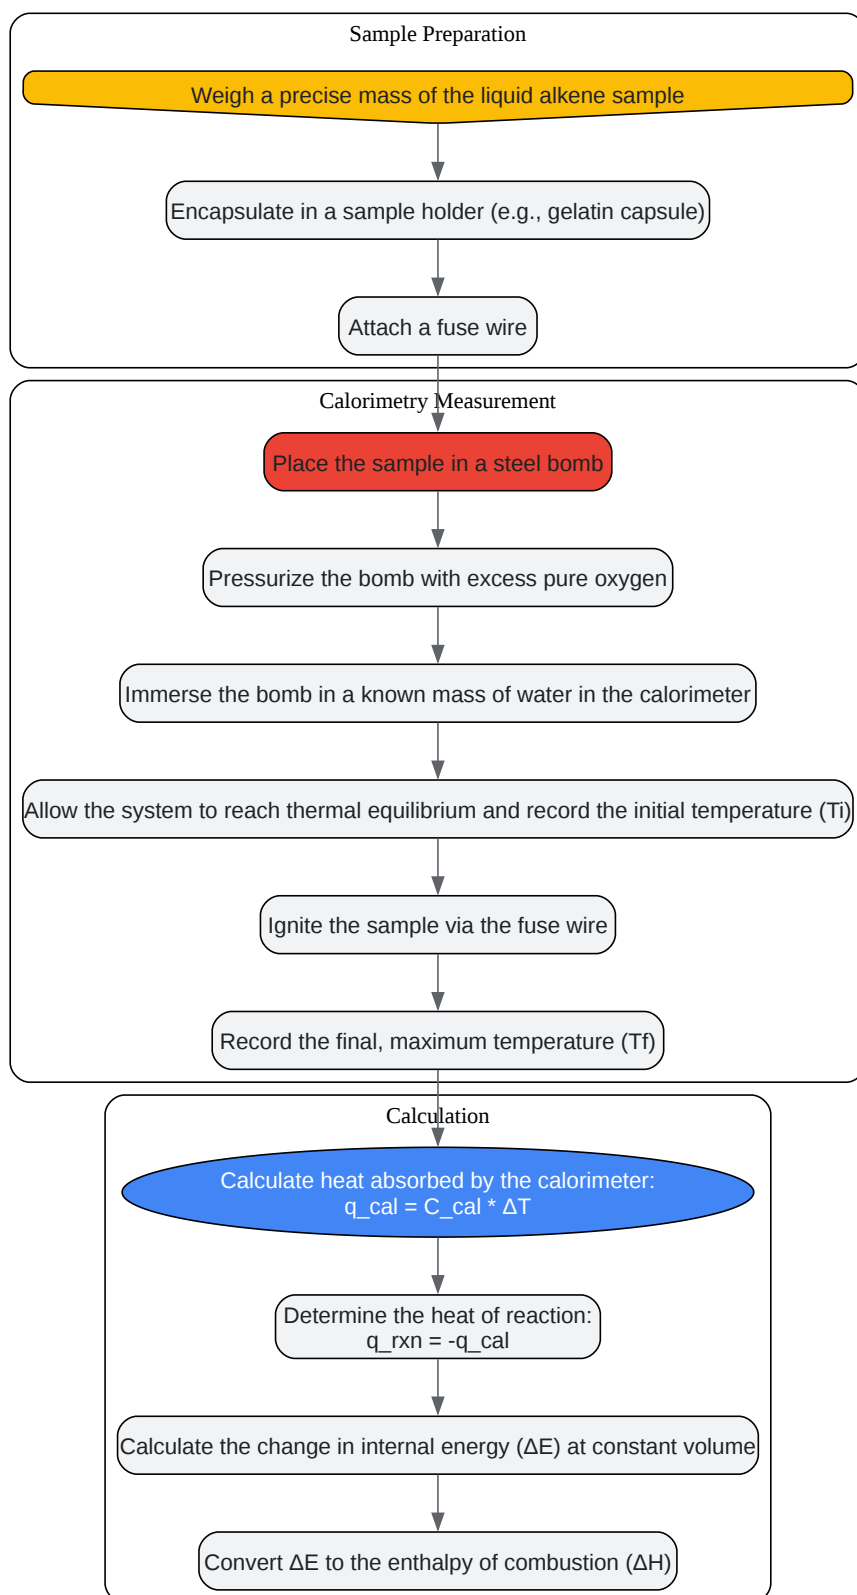 Sample Preparation
Weigh a precise mass of the liquid alkene sample
Encapsulate in a sample holder (e.g., gelatin capsule)
Attach a fuse wire
Calorimetry Measurement
Place the sample in a steel bomb
Pressurize the bomb with excess pure oxygen
Immerse the bomb in a known mass of water in the calorimeter
Allow the system to reach thermal equilibrium and record the initial temperature (Ti)
Ignite the sample via the fuse wire
Record the final, maximum temperature (Tf)
Calculation
Calculate heat absorbed by the calorimeter:
q_cal = C_cal * ΔT
Determine the heat of reaction:
q_rxn = -q_cal
Calculate the change in internal energy (ΔE) at constant volume
Convert ΔE to the enthalpy of combustion (ΔH)